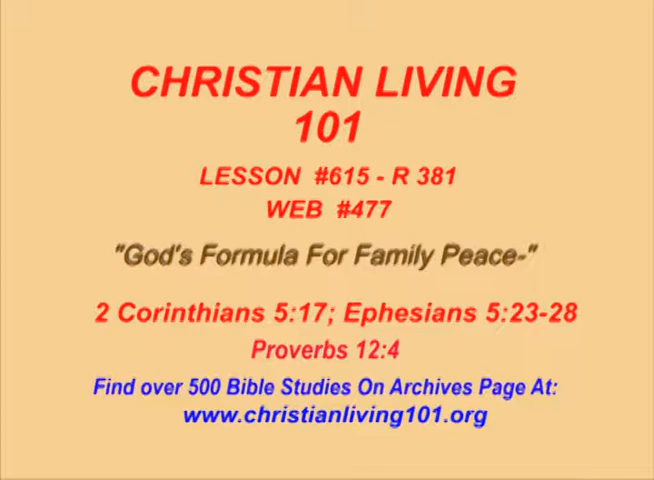 CHRISTIAN LIVING
101
LESSON #615 - R 381
WEB #477
"God's Formula For Family Peace-"
2 Corinthians 5:17; Ephesians 5:23-28
Proverbs 12:4
Find over 500 Bible Studies On Archives Page At:
www.christianliving101.org